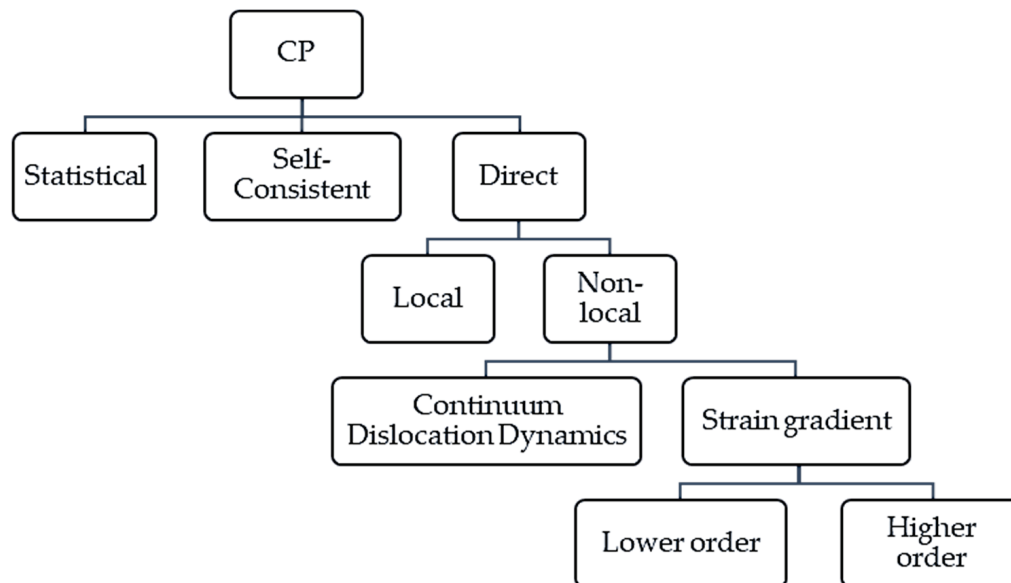 CP
Statistical
Self-
Consistent
Direct
Local
Non-
local
Continuum
Dislocation Dynamics
Strain gradient
Lower order
Higher
order